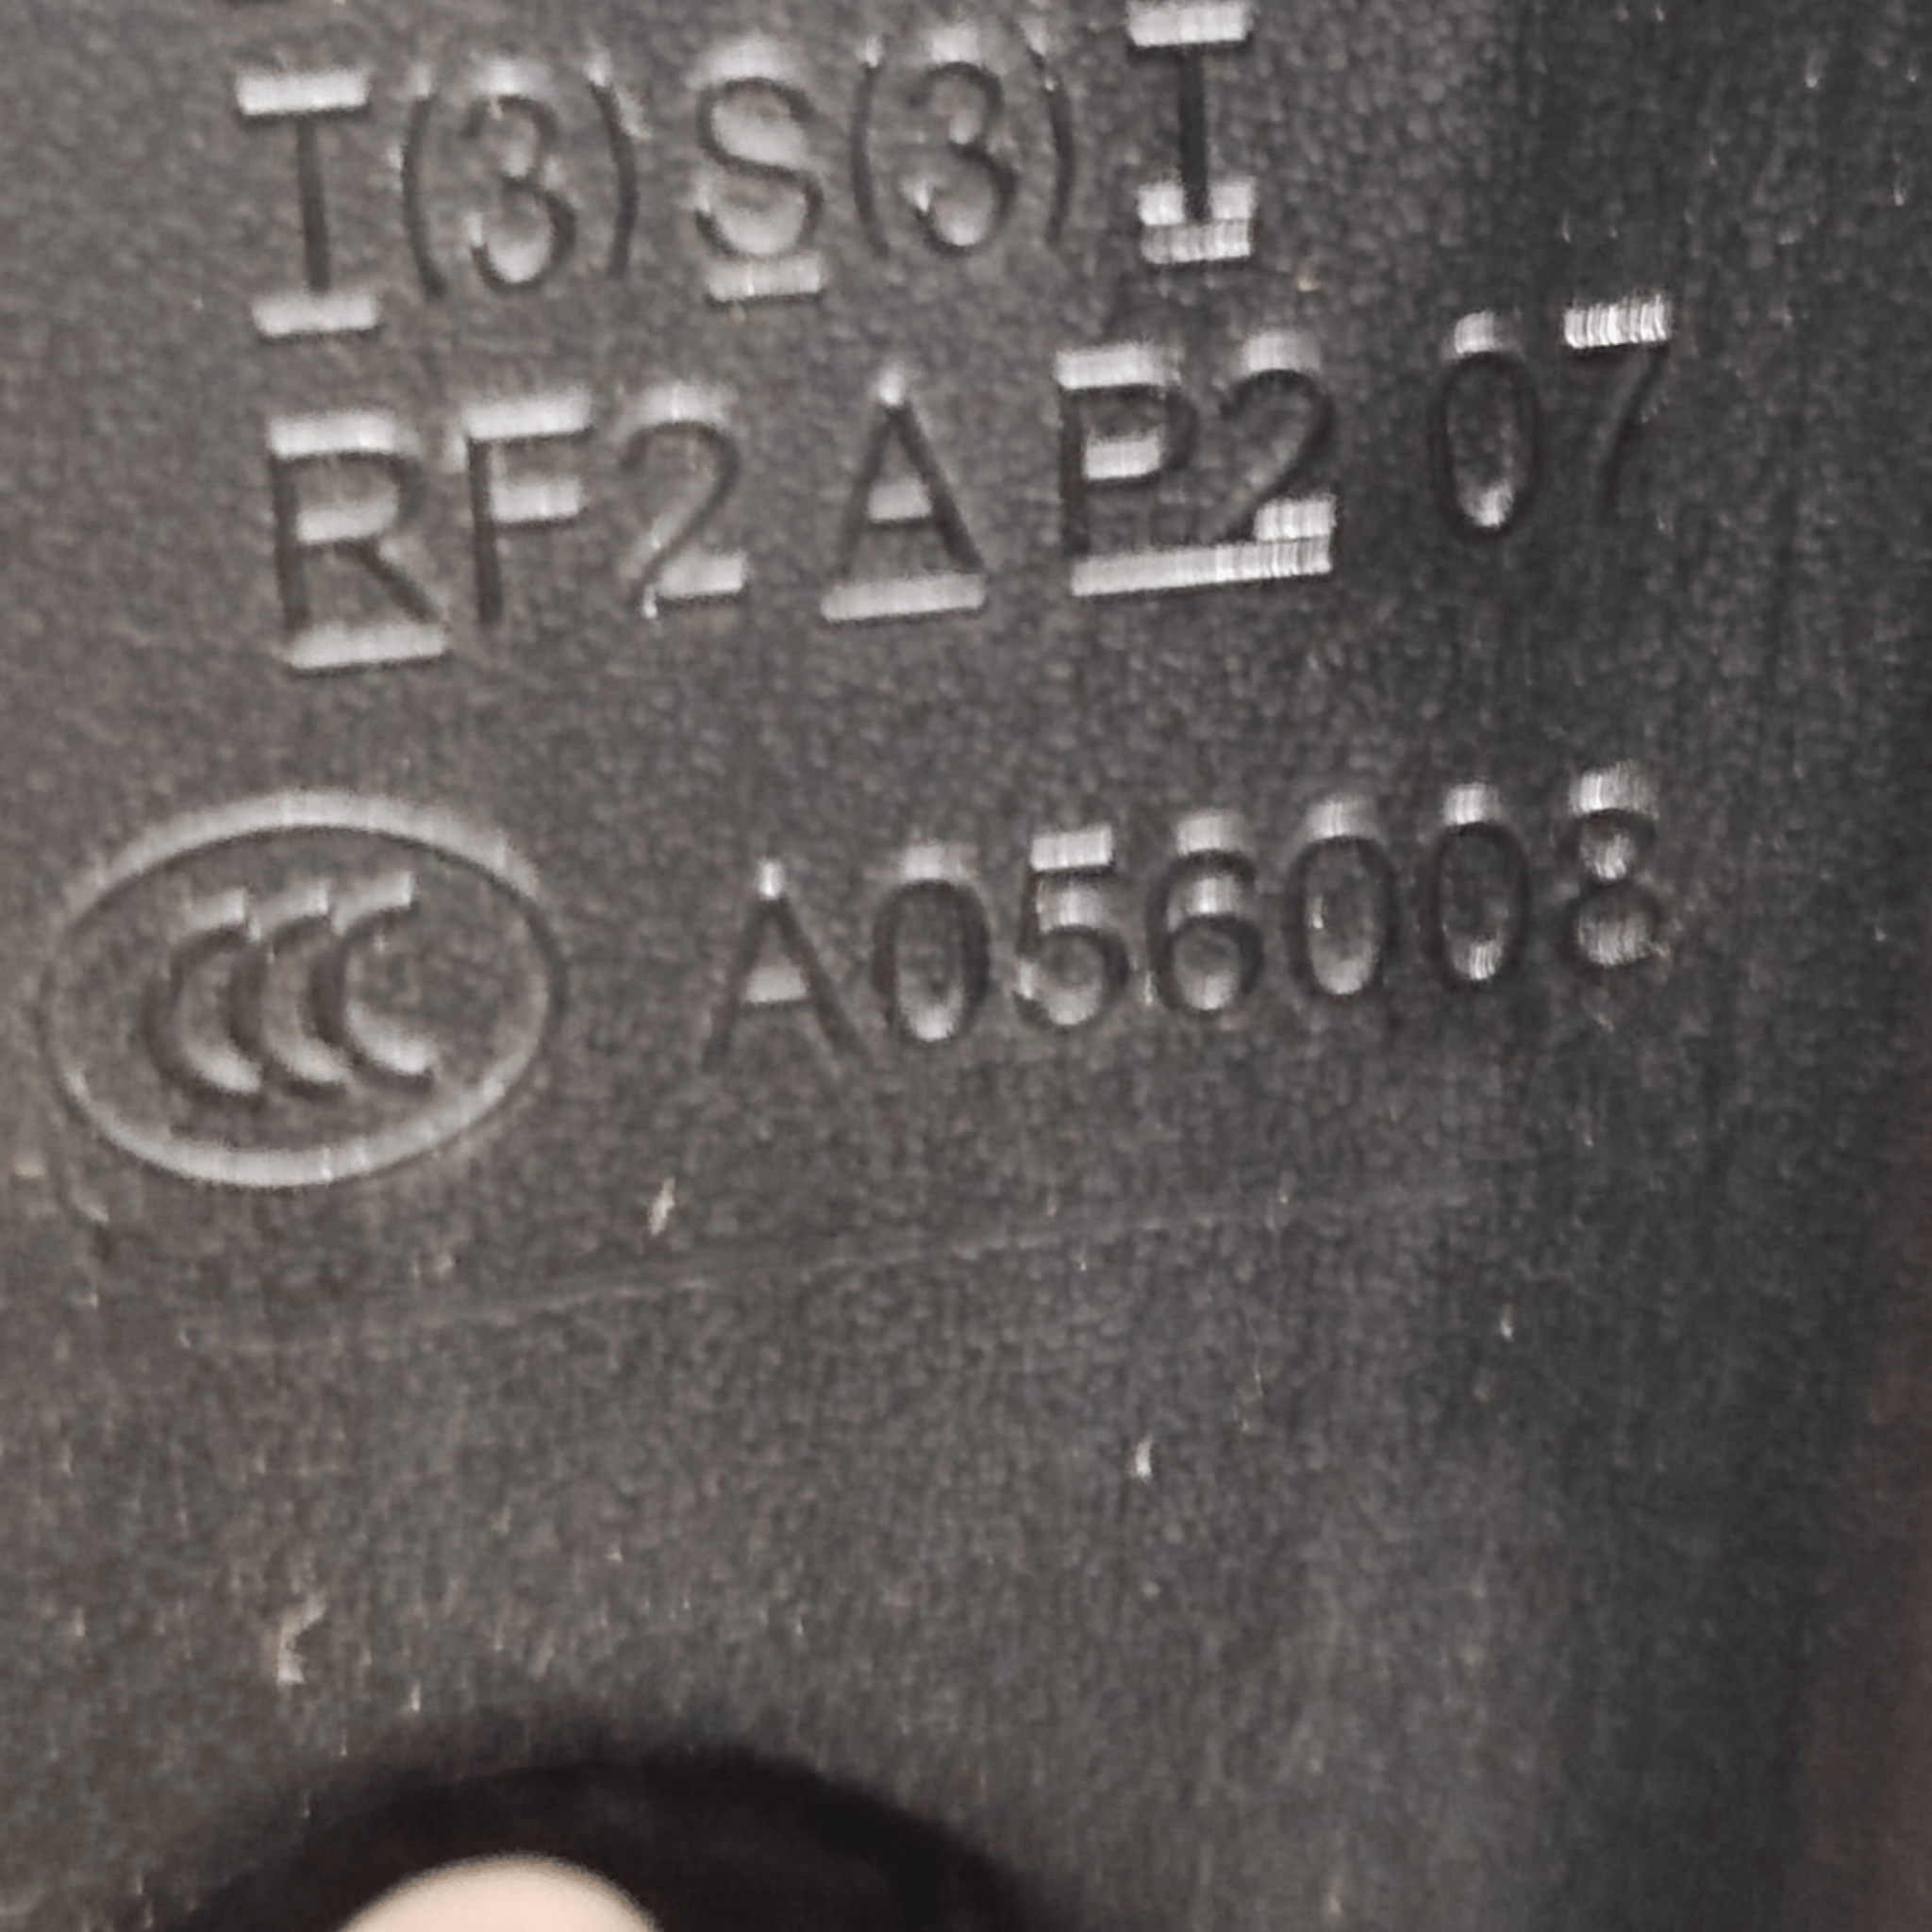 I(3)S(3)I
RF2 A P2 07
CCC A056008